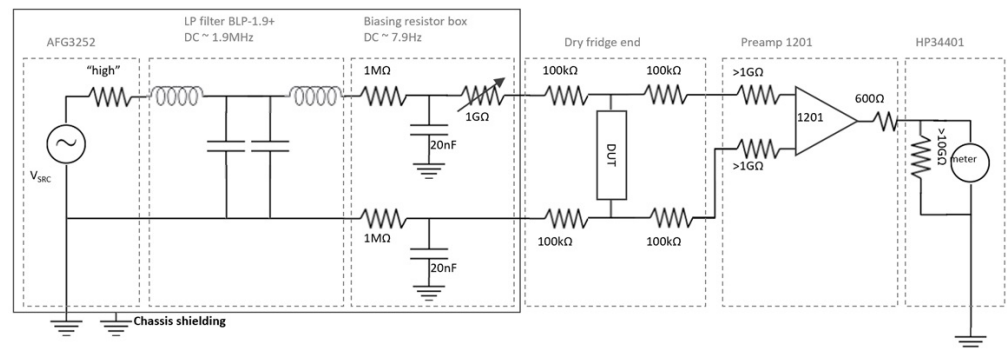 LP filter BLP-1.9+
DC ~ 1.9MHz
Biasing resistor box
DC ~ 7.9Hz
AFG3252
Dry fridge end
Preamp 1201
HP34401
"high"
1MΩ
100kΩ
100kΩ
>1GΩ
600Ω
1GΩ
1201
20nF
>10GΩ
meter
DUT
>1GΩ
VSRC
1MΩ
100kΩ
100kΩ
20nF
Chassis shielding